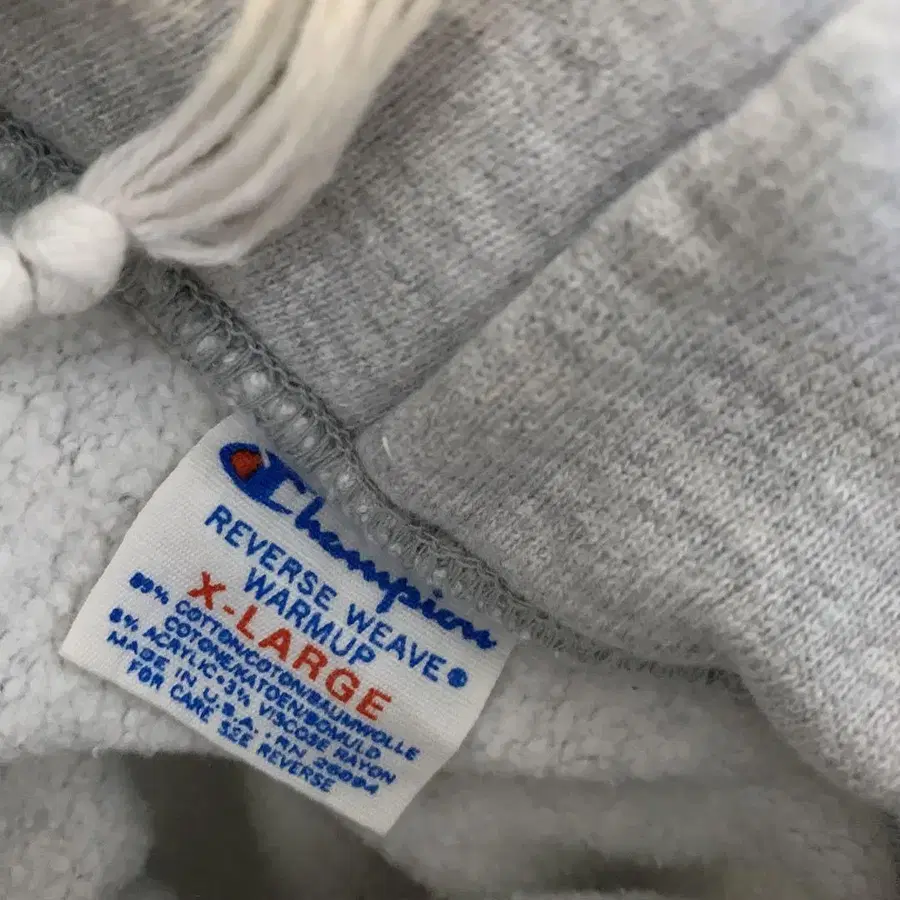 Champion
REVERSE WEAVE®
WARMUP
X-LARGE
89% COTTON/COTON/BAUMWOLLE
COTONE/KATOEN/BOMULD
8% ACRYLIC•3% VISCOSE RAYON
MADE IN U.S.A. RN 26094
FOR CARE SEE REVERSE